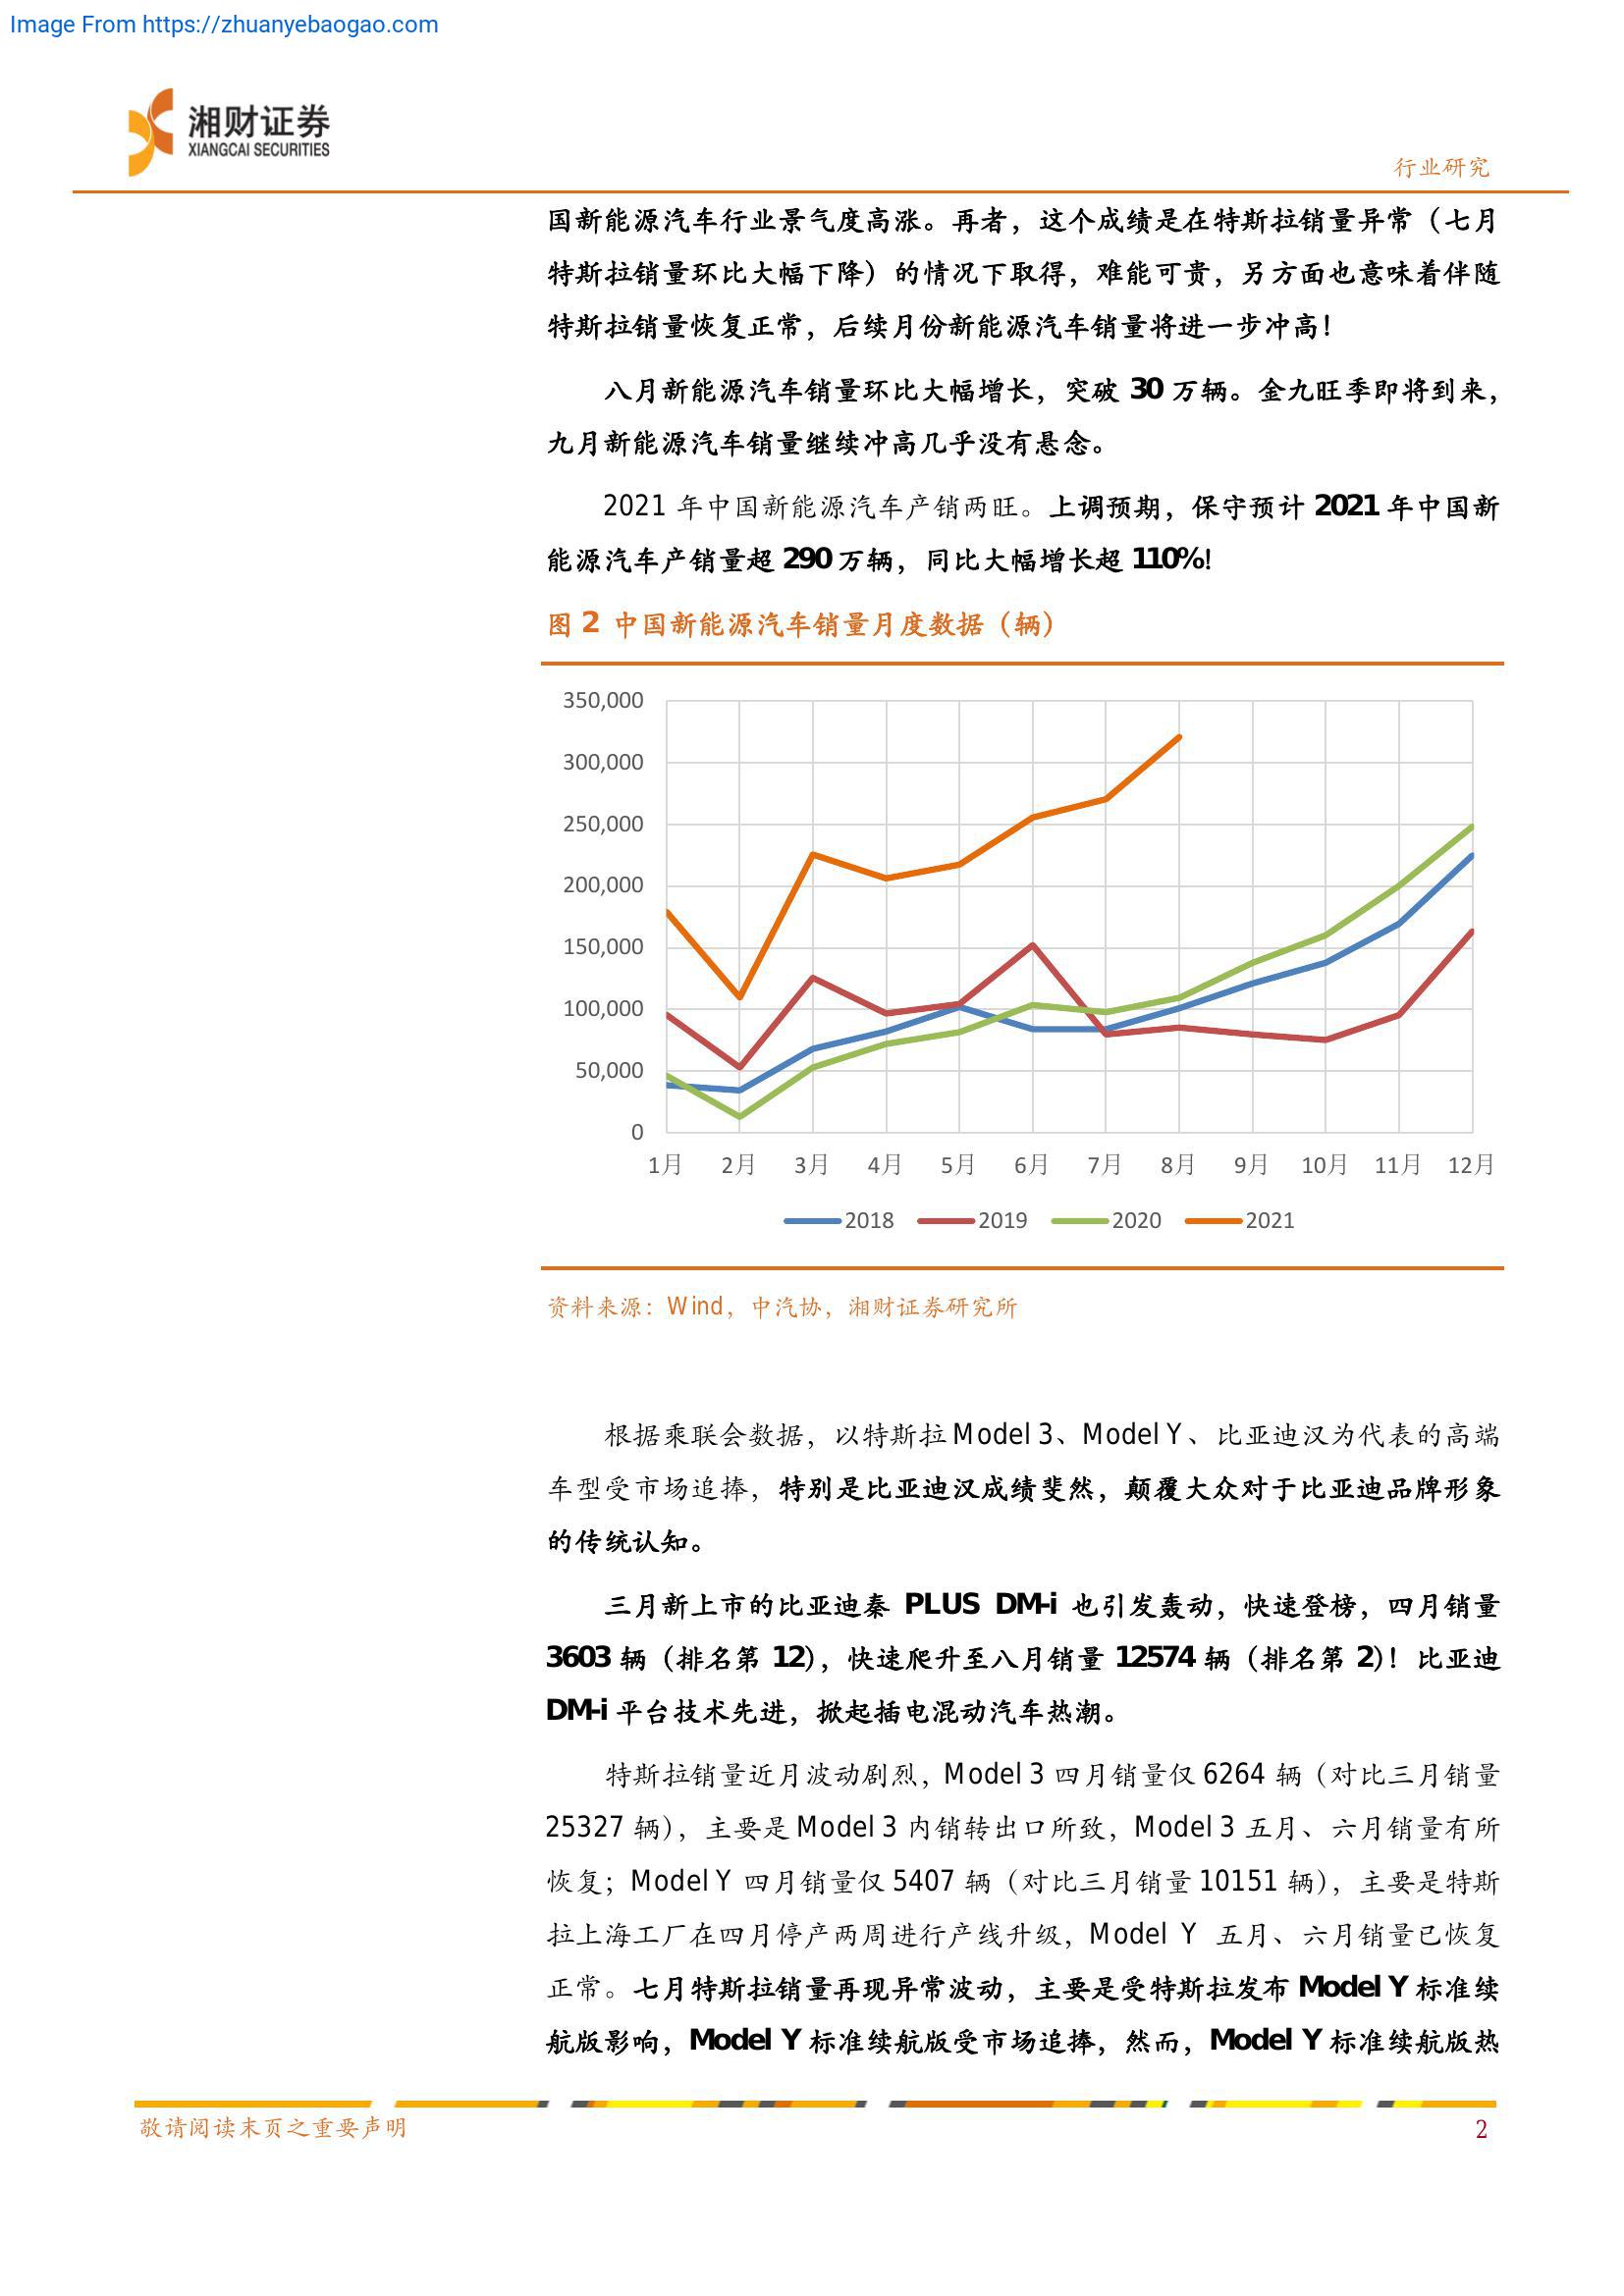 Image From https://zhuanyebaogao.com
湘财证券
XIANGCAI SECURITIES
行业研究
国新能源汽车行业景气度高涨。再者，这个成绩是在特斯拉销量异常（七月
特斯拉销量环比大幅下降）的情况下取得，难能可贵，另方面也意味着伴随
特斯拉销量恢复正常，后续月份新能源汽车销量将进一步冲高！
八月新能源汽车销量环比大幅增长，突破 30 万辆。金九旺季即将到来，
九月新能源汽车销量继续冲高几乎没有悬念。
2021 年中国新能源汽车产销两旺。上调预期，保守预计 2021 年中国新
能源汽车产销量超 290 万辆，同比大幅增长超 110%！
图 2 中国新能源汽车销量月度数据（辆）
350,000
300,000
250,000
200,000
150,000
100,000
50,000
0
1月 2月 3月 4月 5月 6月 7月 8月 9月 10月 11月 12月
2018 2019 2020 2021
资料来源：Wind，中汽协，湘财证券研究所
根据乘联会数据，以特斯拉 Model 3、Model Y、比亚迪汉为代表的高端
车型受市场追捧，特别是比亚迪汉成绩斐然，颠覆大众对于比亚迪品牌形象
的传统认知。
三月新上市的比亚迪秦 PLUS DM-i 也引发轰动，快速登榜，四月销量
3603 辆（排名第 12），快速爬升至八月销量 12574 辆（排名第 2）！比亚迪
DM-i 平台技术先进，掀起插电混动汽车热潮。
特斯拉销量近月波动剧烈，Model 3 四月销量仅 6264 辆（对比三月销量
25327 辆），主要是 Model 3 内销转出口所致，Model 3 五月、六月销量有所
恢复；Model Y 四月销量仅 5407 辆（对比三月销量 10151 辆），主要是特斯
拉上海工厂在四月停产两周进行产线升级，Model Y 五月、六月销量已恢复
正常。七月特斯拉销量再现异常波动，主要是受特斯拉发布 Model Y 标准续
航版影响，Model Y 标准续航版受市场追捧，然而，Model Y 标准续航版热
敬请阅读末页之重要声明
2